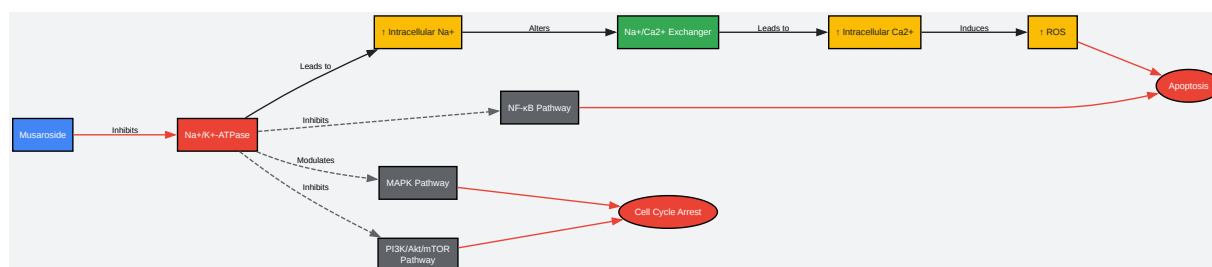 ↑ Intracellular Na+
Alters
Na+/Ca2+ Exchanger
Leads to
↑ Intracellular Ca2+
Induces
↑ ROS
Leads to
Apoptosis
NF-κB Pathway
Inhibits
Musaroside
Inhibits
Na+/K+-ATPase
Modulates
MAPK Pathway
Inhibits
Cell Cycle Arrest
PI3K/Akt/mTOR
Pathway